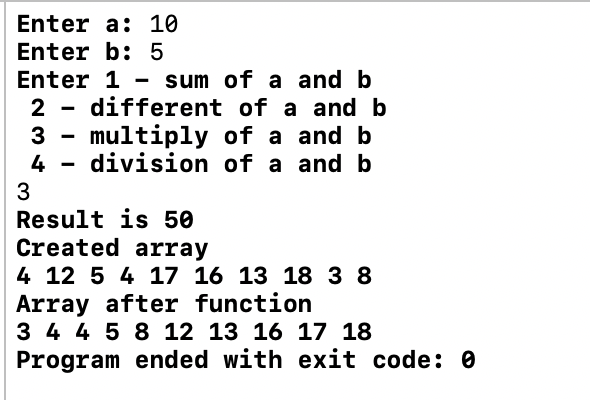 Enter a: 10
Enter b: 5
Enter 1 – sum of a and b
2 – different of a and b
3 – multiply of a and b
4 – division of a and b
3
Result is 50
Created array
4 12 5 4 17 16 13 18 3 8
Array after function
3 4 4 5 8 12 13 16 17 18
Program ended with exit code: 0